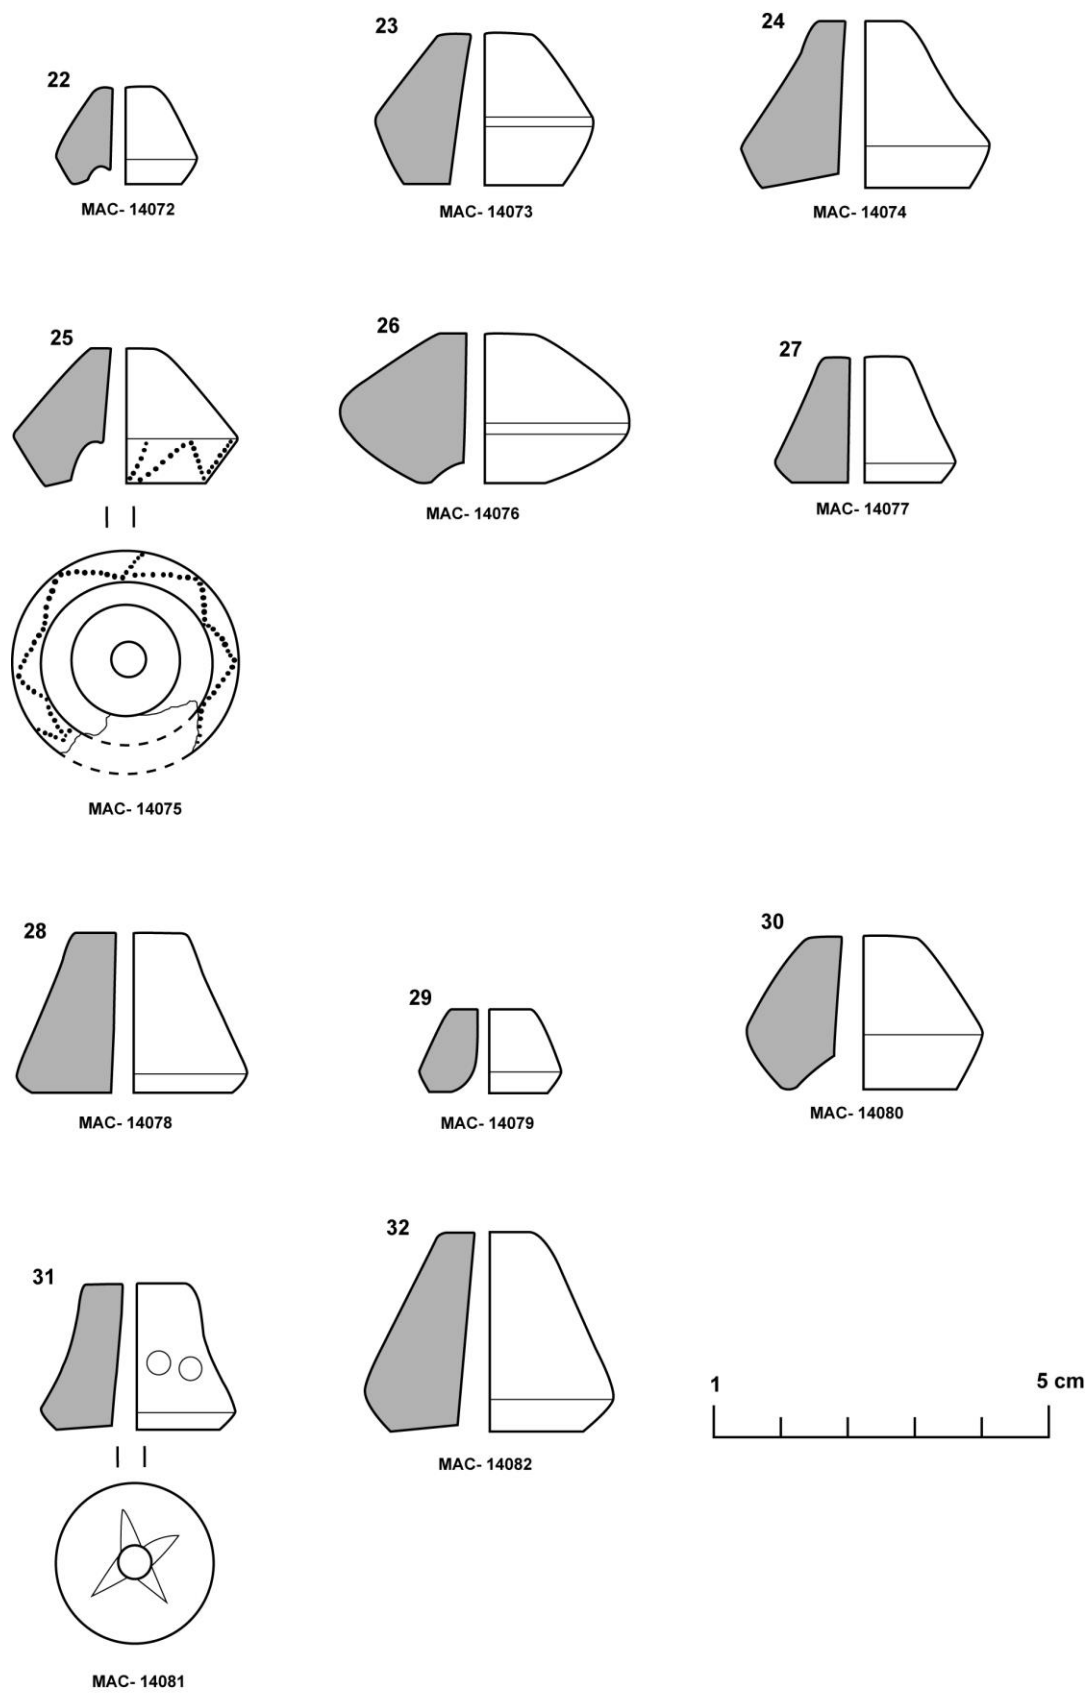 22
MAC- 14072
23
MAC- 14073
24
MAC- 14074
25
MAC- 14075
26
MAC- 14076
27
MAC- 14077
28
MAC- 14078
29
MAC- 14079
30
MAC- 14080
31
MAC- 14081
32
MAC- 14082
1
5 cm